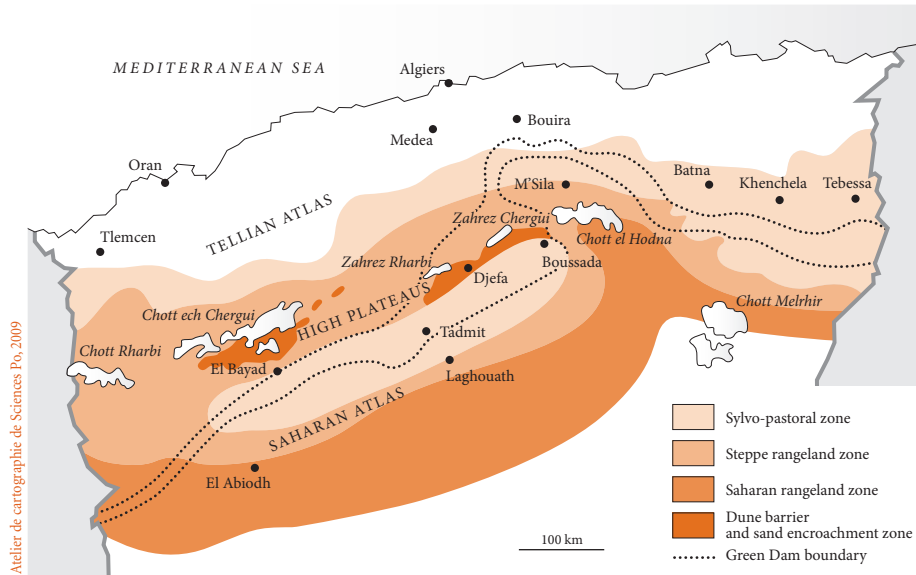 MEDITERRANEAN SEA
Algiers
Bouira
Medea
Oran
M'Sila
Batna
Khenchela
Tebessa
TELLIAN ATLAS
Zahrez Chergui
Tlemcen
Chott el Hodna
Boussada
Zahrez Rharbi
Djefa
Chott ech Chergui
HIGH PLATEAUS
Chott Melrhir
Tadmit
Chott Rharbi
El Bayad
Laghouath
SAHARAN ATLAS
El Abiodh
Sylvo-pastoral zone
Steppe rangeland zone
Saharan rangeland zone
Dune barrier
and sand encroachment zone
Green Dam boundary
100 km
Atelier de cartographie de Sciences Po, 2009